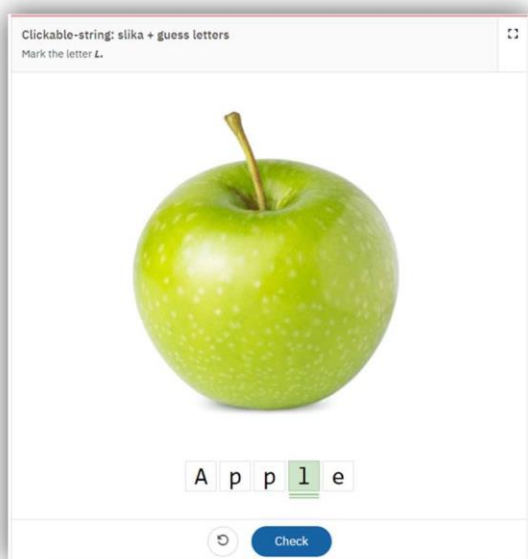 Clickable-string: slika + guess letters
Mark the letter L.
A p p l e
Check